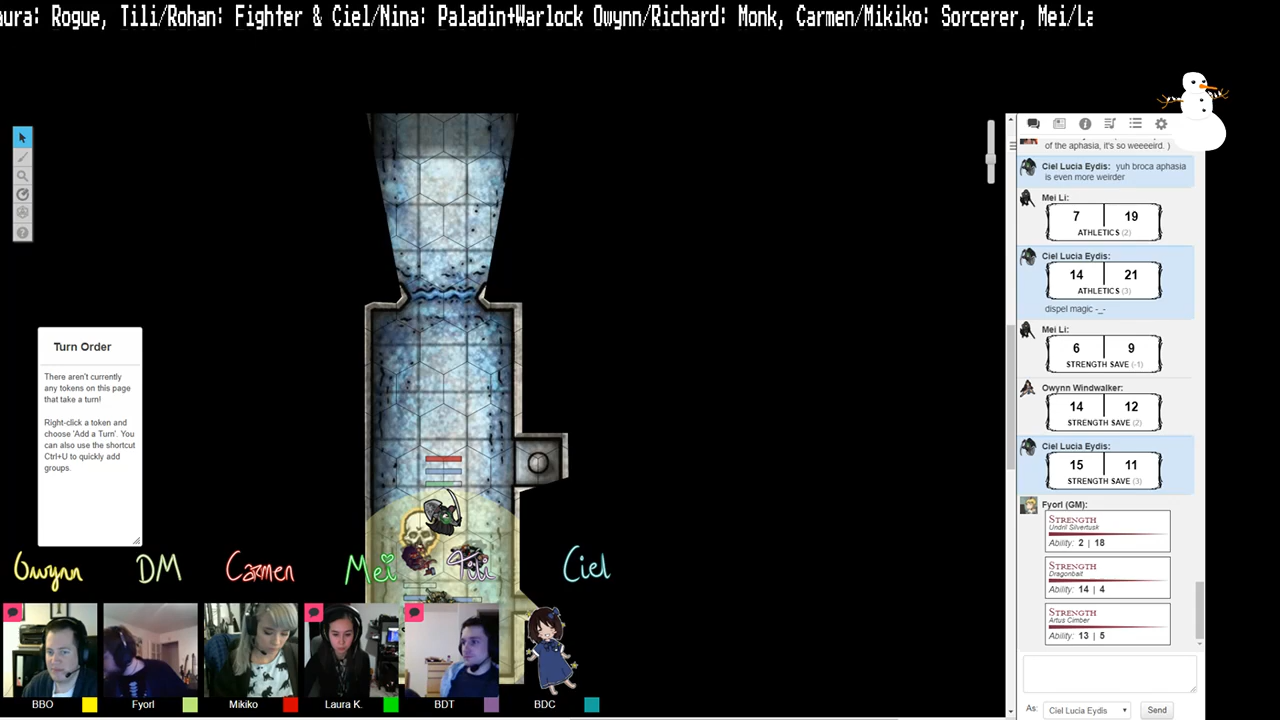 aura: Rogue, Tili/Rohan: Fighter & Ciel/Nina: Paladin+Warlock Owynn/Richard: Monk, Carmen/Mikiko: Sorcerer, Mei/La
of the aphasia, it's so weeeeird. )
Ciel Lucia Eydis: yuh broca aphasia
is even more weirder
Mei Li:
7 19
ATHLETICS (2)
Ciel Lucia Eydis:
14 21
ATHLETICS (3)
dispel magic -_-
Mei Li:
6 9
STRENGTH SAVE (-1)
Owynn Windwalker:
14 12
STRENGTH SAVE (2)
Ciel Lucia Eydis:
15 11
STRENGTH SAVE (3)
Fyorl (GM):
STRENGTH
Undril Silvertusk
Ability: 2 | 18
STRENGTH
Dragonbait
Ability: 14 | 4
STRENGTH
Artus Cimber
Ability: 13 | 5
As: Ciel Lucia Eydis Send
Turn Order
There aren't currently
any tokens on this page
that take a turn!
Right-click a token and
choose 'Add a Turn'. You
can also use the shortcut
Ctrl+U to quickly add
groups.
Owynn DM Carmen Mei Tili Ciel
BBO Fyorl Mikiko Laura K. BDT BDC